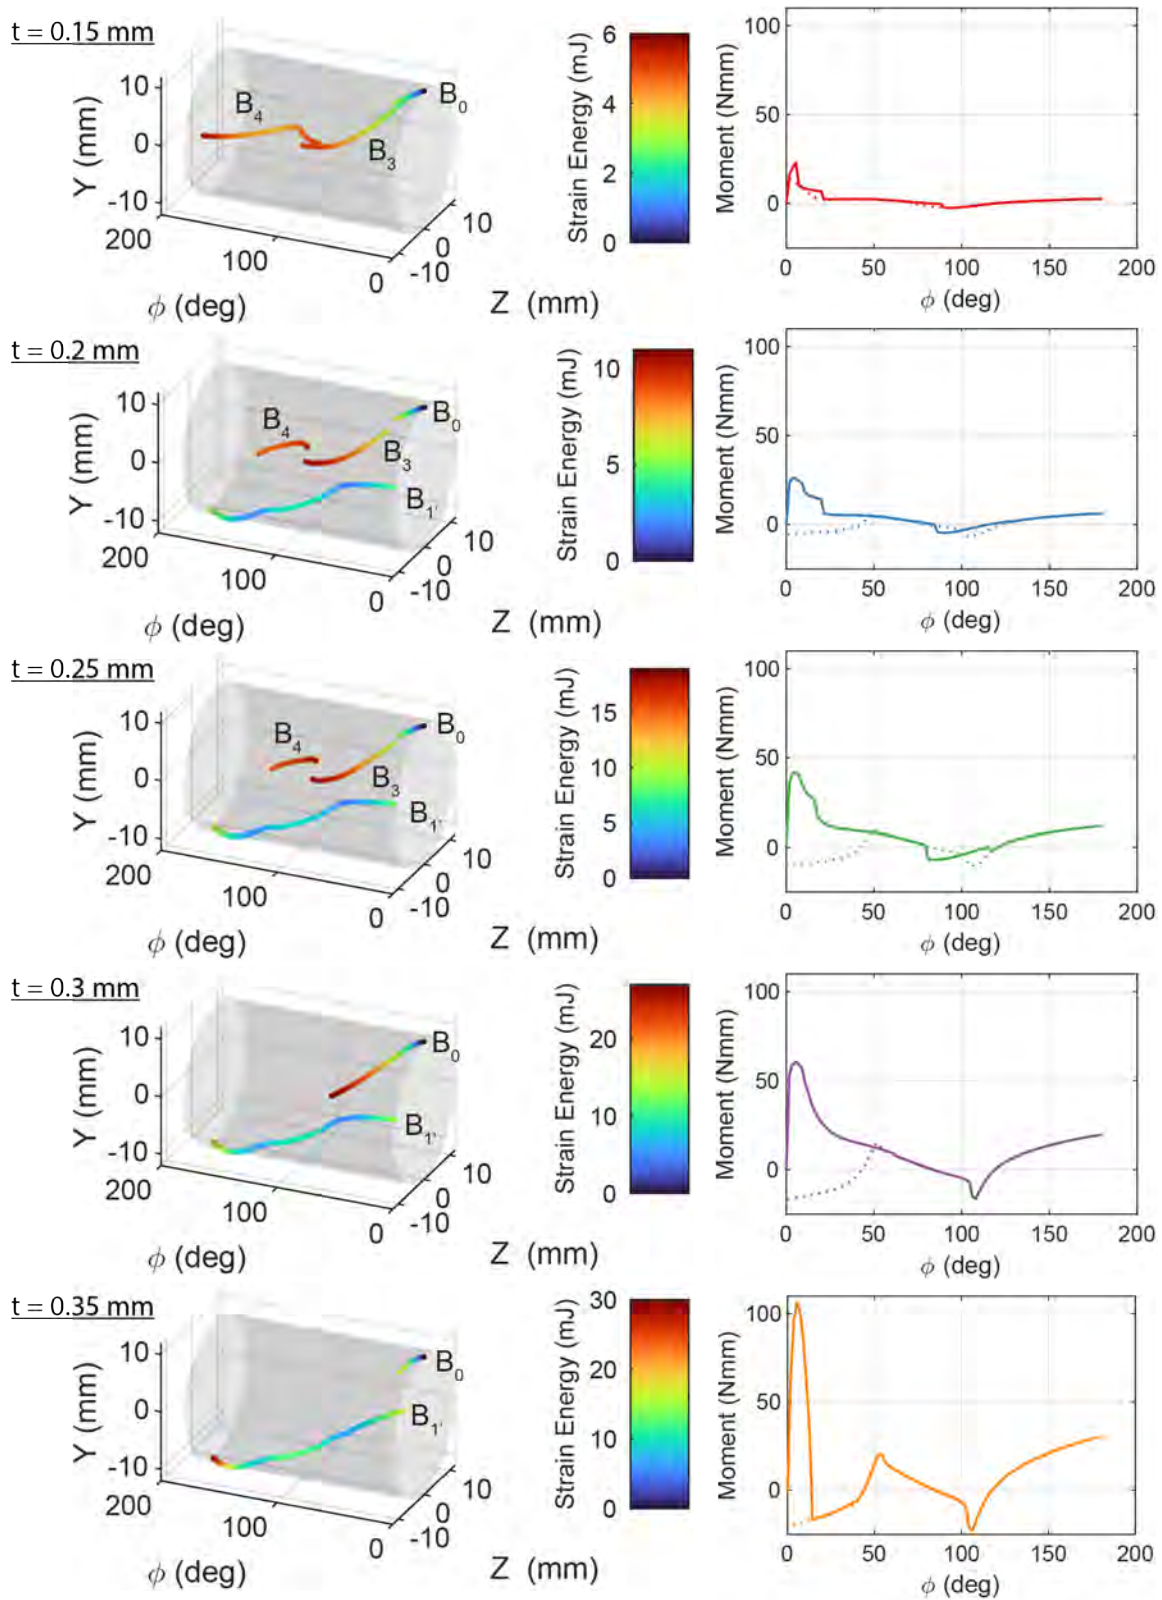 t = 0.15 mm
10
0
-10
Y (mm)
200
100
0
ϕ (deg)
10
0
-10
Z (mm)
B4
B3
B0
6
4
2
0
Strain Energy (mJ)
100
50
0
Moment (Nmm)
0
50
100
150
200
ϕ (deg)
t = 0.2 mm
10
0
-10
Y (mm)
200
100
0
ϕ (deg)
10
0
-10
Z (mm)
B4
B3
B0
B1'
10
5
0
Strain Energy (mJ)
100
50
0
Moment (Nmm)
0
50
100
150
200
ϕ (deg)
t = 0.25 mm
10
0
-10
Y (mm)
200
100
0
ϕ (deg)
10
0
-10
Z (mm)
B4
B3
B0
B1'
15
10
5
0
Strain Energy (mJ)
100
50
0
Moment (Nmm)
0
50
100
150
200
ϕ (deg)
t = 0.3 mm
10
0
-10
Y (mm)
200
100
0
ϕ (deg)
10
0
-10
Z (mm)
B0
B1'
20
10
0
Strain Energy (mJ)
100
50
0
Moment (Nmm)
0
50
100
150
200
ϕ (deg)
t = 0.35 mm
10
0
-10
Y (mm)
200
100
0
ϕ (deg)
10
0
-10
Z (mm)
B0
B1'
30
20
10
0
Strain Energy (mJ)
100
50
0
Moment (Nmm)
0
50
100
150
200
ϕ (deg)